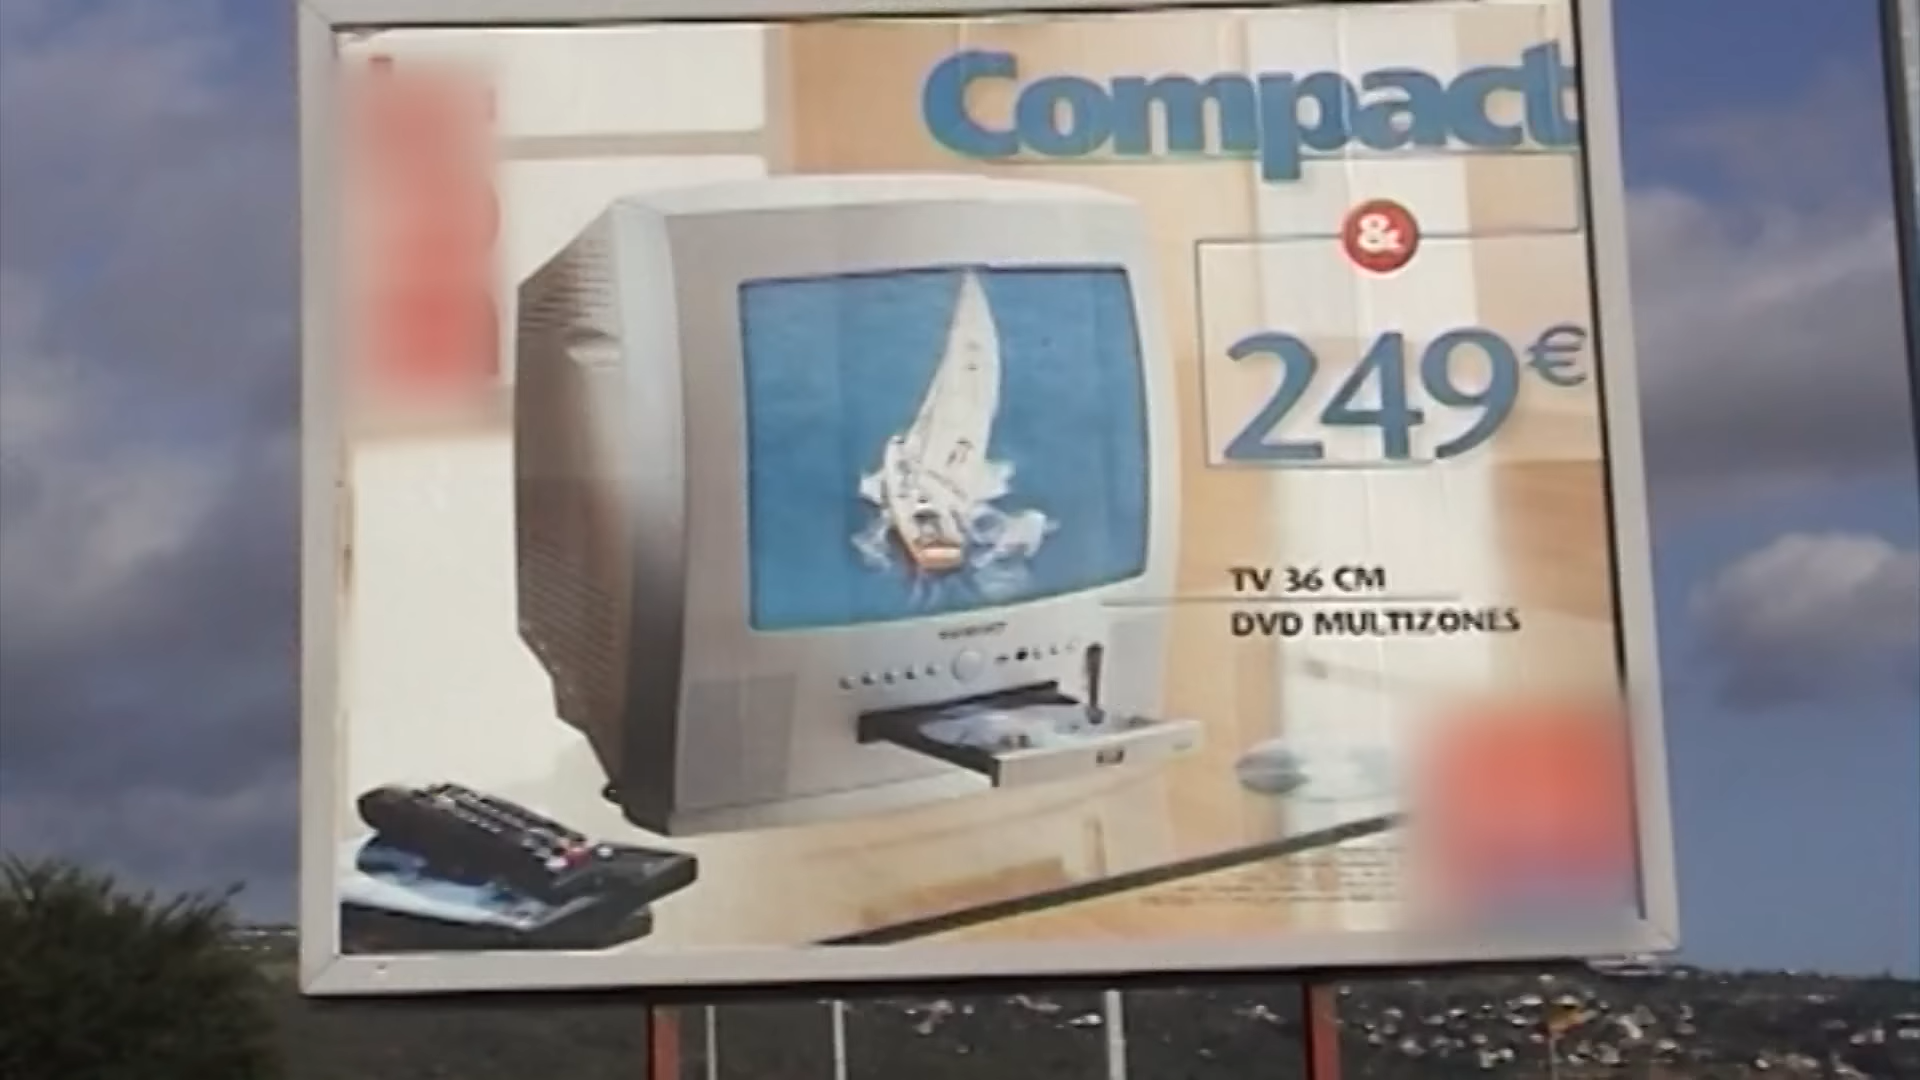 Compact
&
249€
TV 36 CM
DVD MULTIZONES